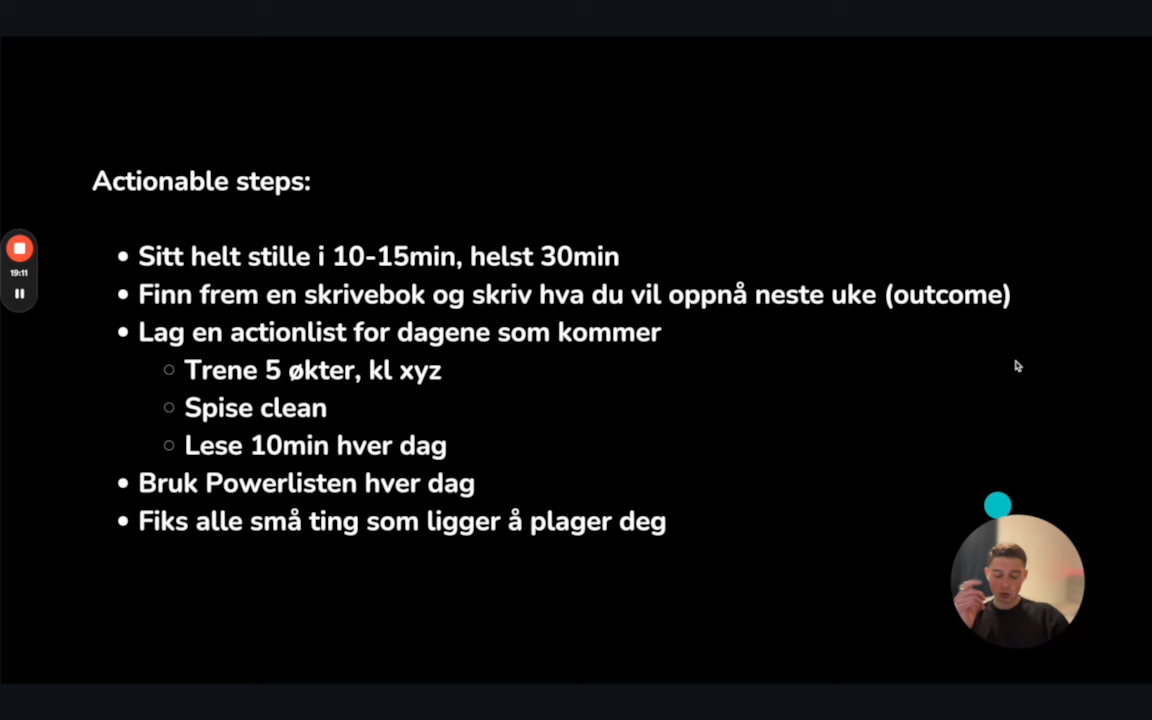 Actionable steps:
Sitt helt stille i 10-15min, helst 30min
Finn frem en skrivebok og skriv hva du vil oppnå neste uke (outcome)
Lag en actionlist for dagene som kommer
19:11
Trene 5 økter, kl xyz
Spise clean
Lese 10min hver dag
Bruk Powerlisten hver dag
Fiks alle små ting som ligger å plager deg